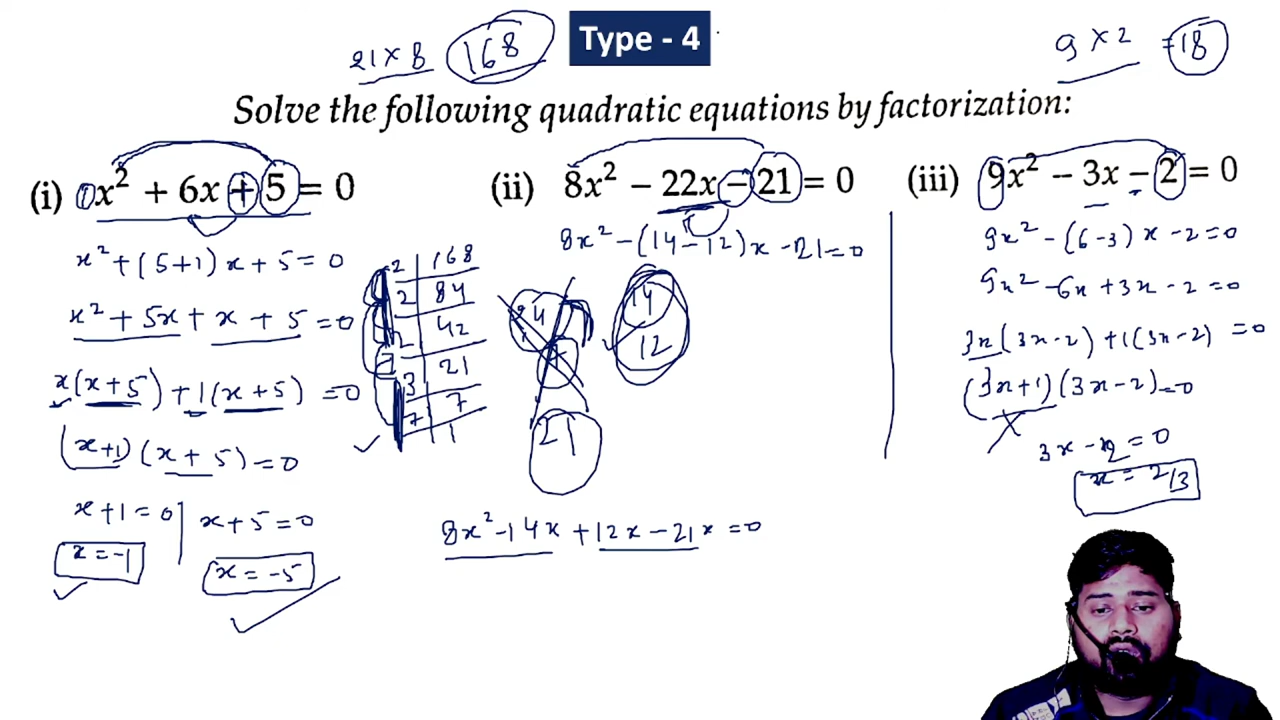 21 × 8 168
Type - 4
9 × 2 = 18
Solve the following quadratic equations by factorization:
(i) x² + 6x + 5 = 0
x² + (5+1) x + 5 = 0
x² + 5x + x + 5 = 0
x(x+5) + 1(x+5) = 0
(x+1) (x + 5) = 0
x + 1 = 0
x = -1
x + 5 = 0
x = -5
(ii) 8x² − 22x − 21 = 0
8x² - (14 - 12) x - 21 = 0
2 168
2 84
2 42
3 21
7 7
1
14
12
21
8x² - 14x + 12x - 21x = 0
(iii) 9x² − 3x − 2 = 0
9x² - (6-3) x - 2 = 0
9x² - 6x + 3x - 2 = 0
3x (3x - 2) + 1(3x - 2) = 0
(3x + 1) (3x - 2) = 0
x = 2/3